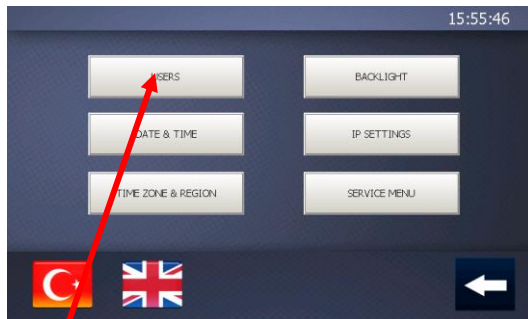 15:55:46
USERS
BACKLIGHT
DATE & TIME
IP SETTINGS
TIME ZONE & REGION
SERVICE MENU